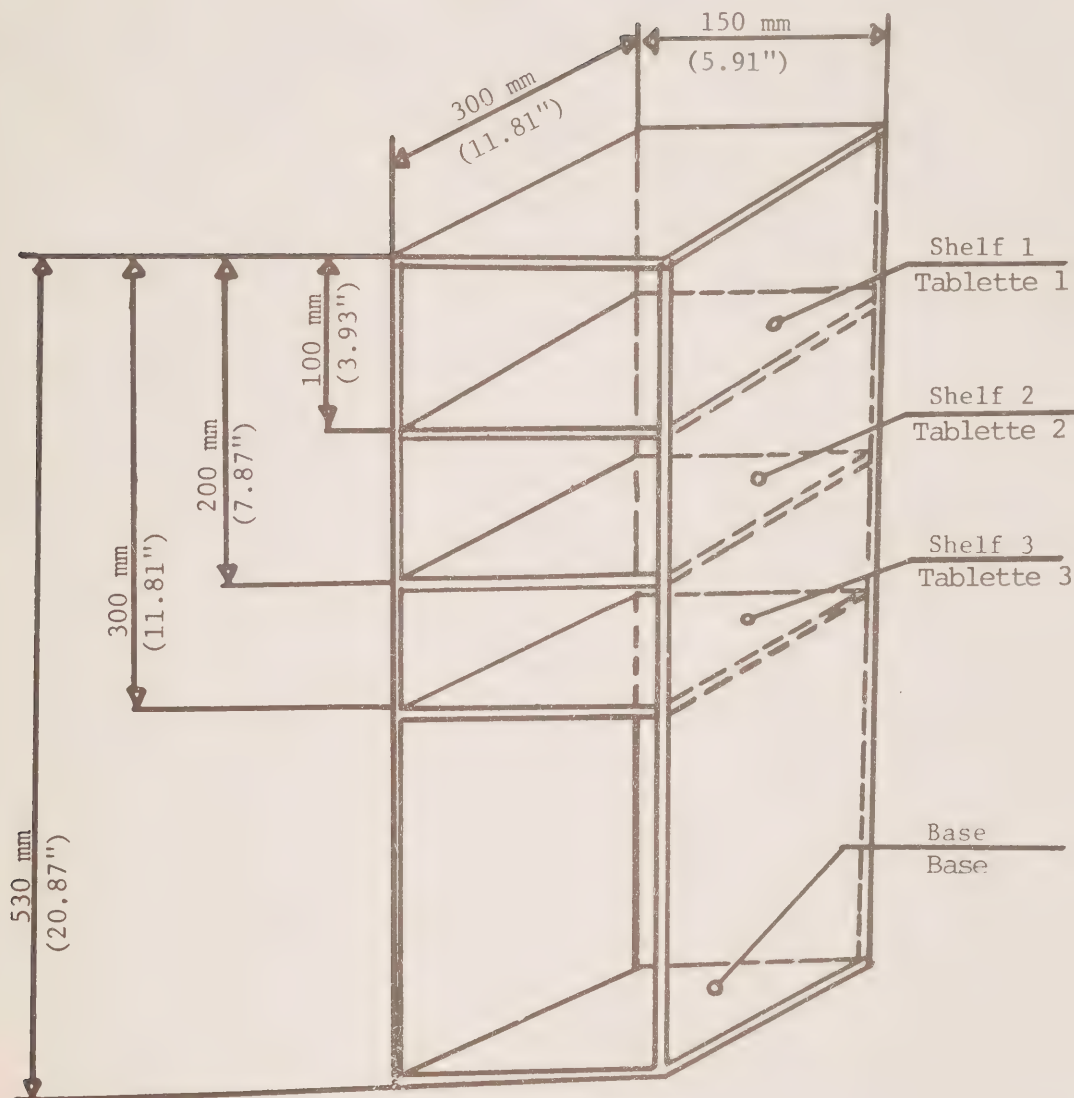 150 mm
(5.91")
300 mm
(11.81")
Shelf 1
Tablette 1
100 mm
(3.93")
Shelf 2
Tablette 2
200 mm
(7.87")
Shelf 3
Tablette 3
300 mm
(11.81")
Base
Base
530 mm
(20.87")